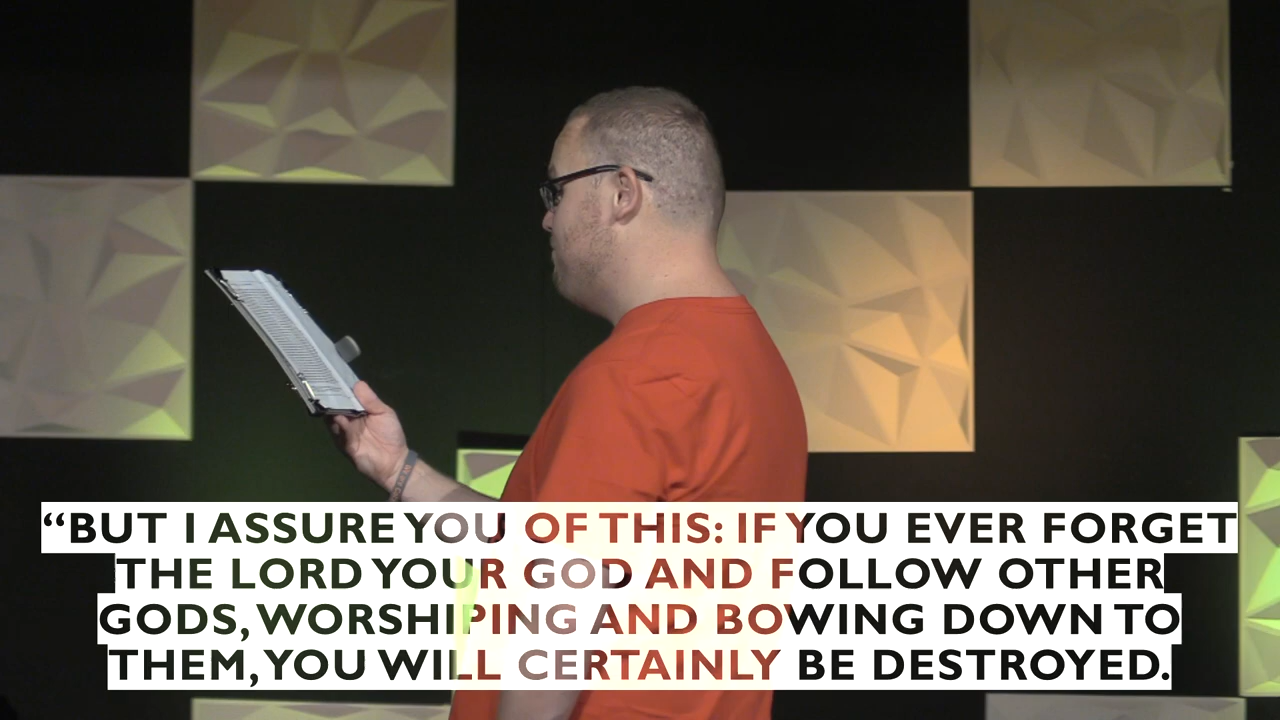 “BUT I ASSURE YOU OF THIS: IF YOU EVER FORGET
THE LORD YOUR GOD AND FOLLOW OTHER
GODS, WORSHIPING AND BOWING DOWN TO
THEM, YOU WILL CERTAINLY BE DESTROYED.